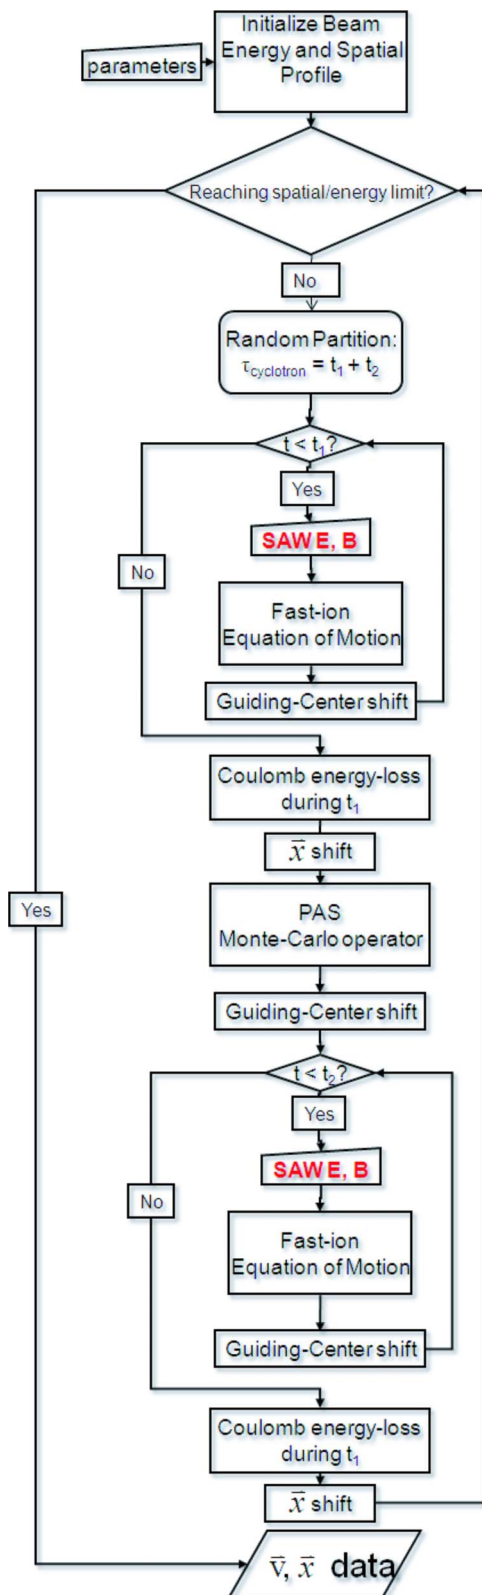 Initialize Beam
Energy and Spatial
Profile
parameters
Reaching spatial/energy limit?
No
Random Partition:
τcyclotron = t1 + t2
t < t1?
Yes
SAW E, B
No
Fast-ion
Equation of Motion
Guiding-Center shift
Coulomb energy-loss
during t1
x̄ shift
Yes
PAS
Monte-Carlo operator
Guiding-Center shift
t < t2?
Yes
SAW E, B
No
Fast-ion
Equation of Motion
Guiding-Center shift
Coulomb energy-loss
during t1
x̄ shift
v̄, x̄ data